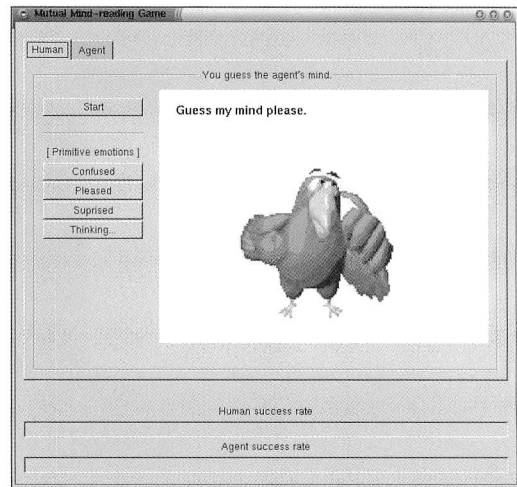 Mutual Mind-reading Game
Human Agent
You guess the agent's mind.
Start
Guess my mind please.
[ Primitive emotions ]
Confused
Pleased
Suprised
Thinking...
Human success rate
Agent success rate